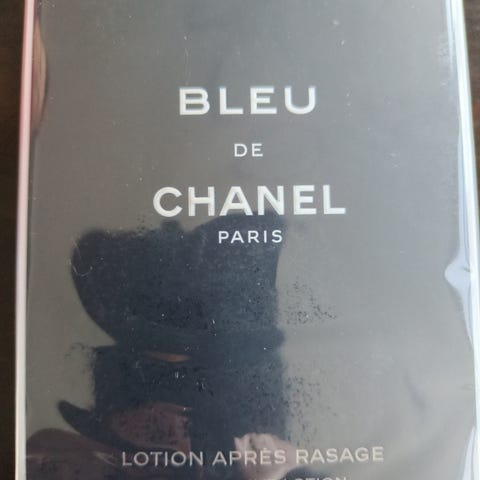 BLEU
DE
CHANEL
PARIS
LOTION APRÈS RASAGE